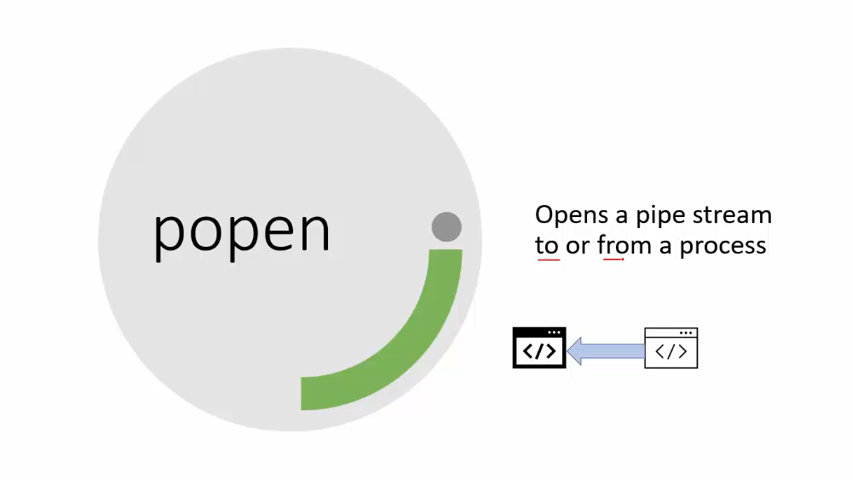 popen
Opens a pipe stream
to or from a process
</>
</>